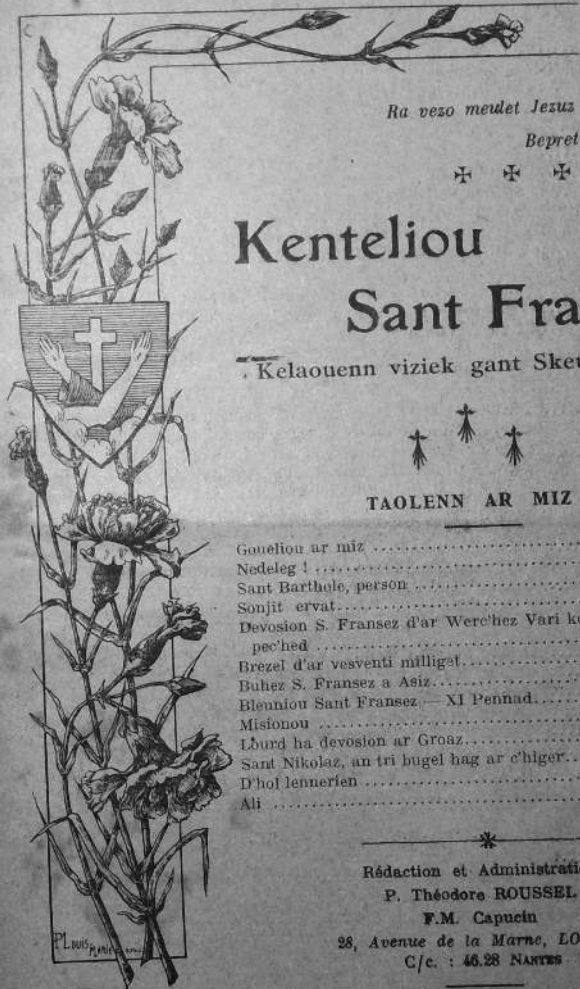 Ra vezo meulet Jezuz
Bepret
Kenteliou
Sant Fra
Kelaouenn viziek gant Skeu
TAOLENN AR MIZ
Goueliou ar miz ........................
Nedeleg ! ..............................
Sant Barthole, person ..................
Sonjit ervat............................
Devosion S. Fransez d'ar Werc'hez Vari ko
pec'hed ................................
Brezel d'ar vesventi milliget...........
Buhez S. Fransez a Asiz.................
Bleuniou Sant Fransez — XI Pennad.......
Misionou ...............................
Lourd ha devosion ar Groaz..............
Sant Nikolaz, an tri bugel hag ar c'higer..
D'hol lennerien ........................
Ali ....................................
Rédaction et Administrati
P. Théodore ROUSSEL
F.M. Capucin
28, Avenue de la Marne, LO
C/c. : 46.28 NANTES
P LOUIS MARIE